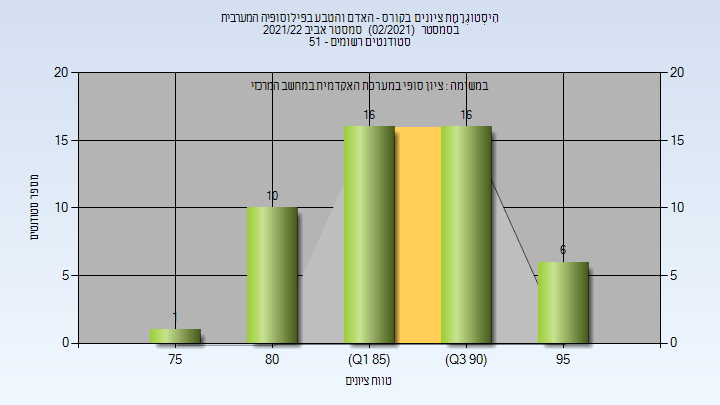 היסטוגרמת ציונים בקורס - האדם והטבע בפילוסופיה המערבית
בסמסטר (02/2021) סמסטר אביב 2021/22
סטודנטים רשומים - 51
במשימה : ציון סופי במערכת האקדמית במחשב המרכזי
20
15
10
5
0
20
15
10
5
0
מספר סטודנטים
1
10
16
16
6
75
80
(Q1 85)
(Q3 90)
95
טווח ציונים